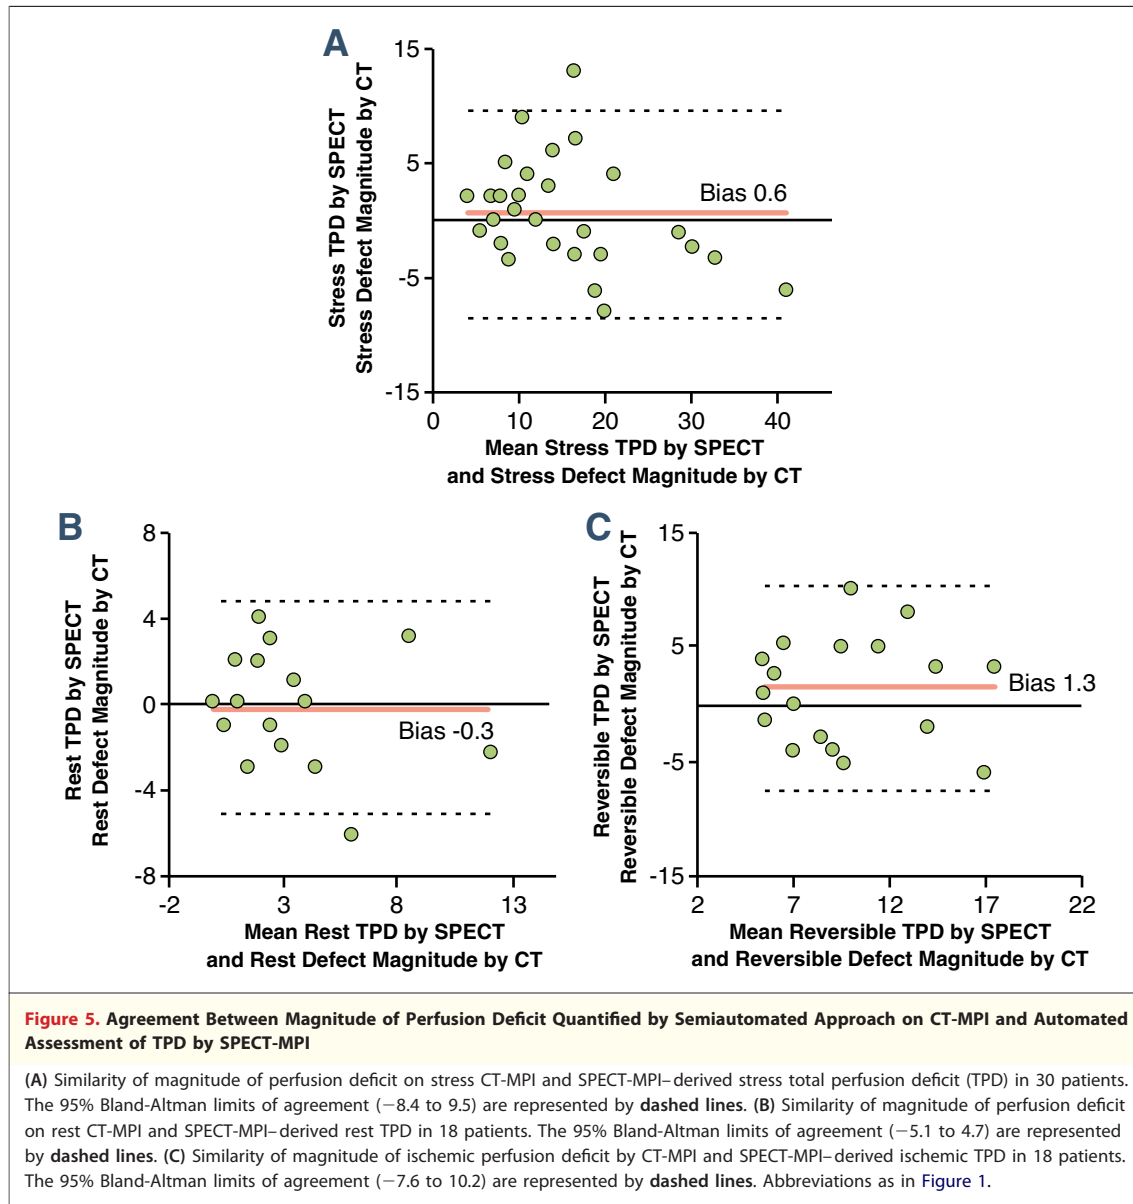 A
Stress TPD by SPECT
Stress Defect Magnitude by CT
15
5
-5
-15
Bias 0.6
0 10 20 30 40
Mean Stress TPD by SPECT
and Stress Defect Magnitude by CT
B
Rest TPD by SPECT
Rest Defect Magnitude by CT
8
4
0
-4
-8
Bias -0.3
-2 3 8 13
Mean Rest TPD by SPECT
and Rest Defect Magnitude by CT
C
Reversible TPD by SPECT
Reversible Defect Magnitude by CT
15
5
-5
-15
Bias 1.3
2 7 12 17 22
Mean Reversible TPD by SPECT
and Reversible Defect Magnitude by CT
Figure 5. Agreement Between Magnitude of Perfusion Deficit Quantified by Semiautomated Approach on CT-MPI and Automated
Assessment of TPD by SPECT-MPI
(A) Similarity of magnitude of perfusion deficit on stress CT-MPI and SPECT-MPI–derived stress total perfusion deficit (TPD) in 30 patients.
The 95% Bland-Altman limits of agreement (−8.4 to 9.5) are represented by dashed lines. (B) Similarity of magnitude of perfusion deficit
on rest CT-MPI and SPECT-MPI–derived rest TPD in 18 patients. The 95% Bland-Altman limits of agreement (−5.1 to 4.7) are represented
by dashed lines. (C) Similarity of magnitude of ischemic perfusion deficit by CT-MPI and SPECT-MPI–derived ischemic TPD in 18 patients.
The 95% Bland-Altman limits of agreement (−7.6 to 10.2) are represented by dashed lines. Abbreviations as in Figure 1.